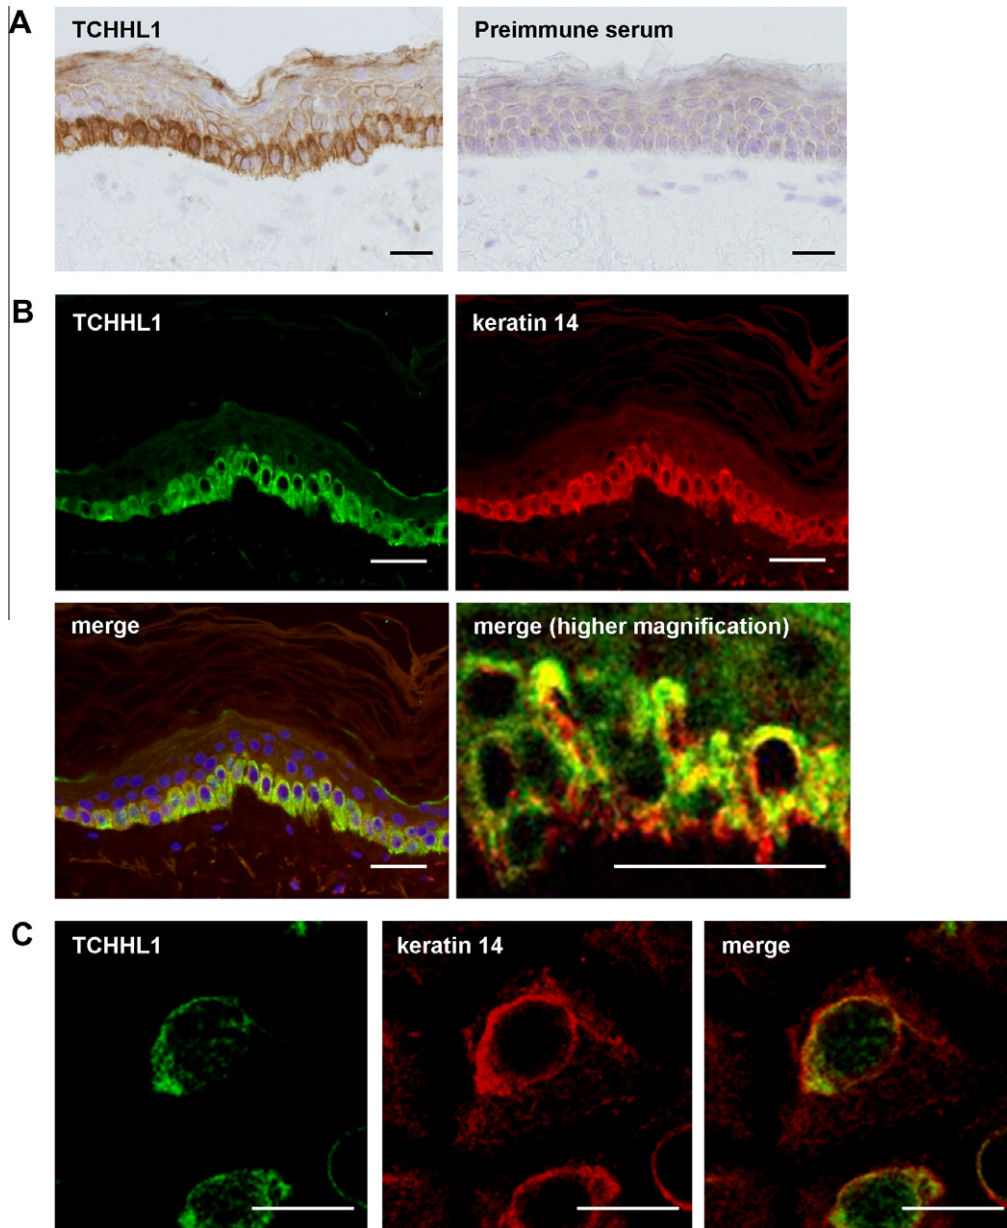 A
TCHHL1
Preimmune serum
B
TCHHL1
keratin 14
merge
merge (higher magnification)
C
TCHHL1
keratin 14
merge